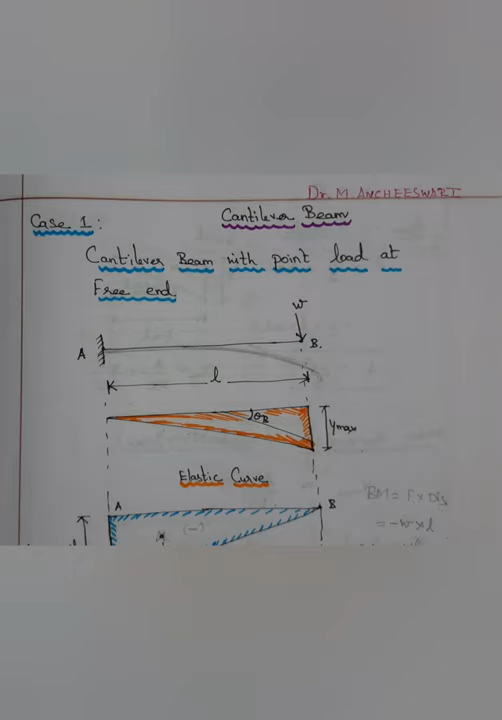 Dr. M. ANCHEESWARI
Cantilever Beam
Case 1:
Cantilever Beam with point load at
Free end
W
A
B.
l
θB
Ymax
Elastic Curve
BM = F × Dis
A
B
= -w × l
(-)